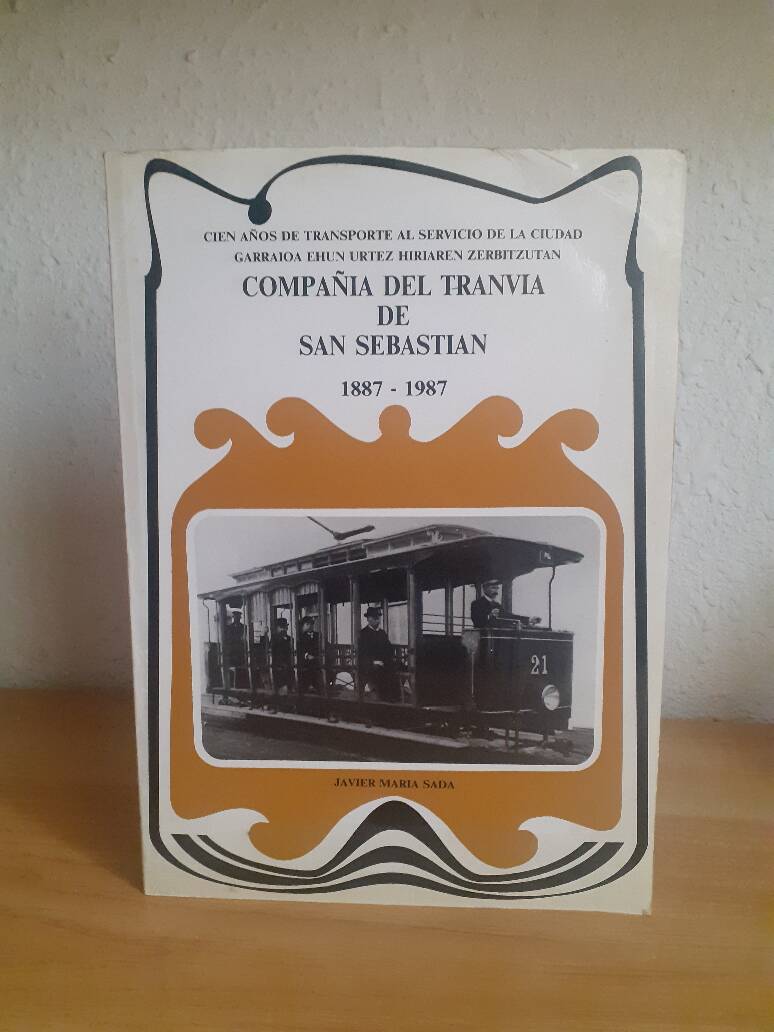 CIEN AÑOS DE TRANSPORTE AL SERVICIO DE LA CIUDAD
GARRAIOA EHUN URTEZ HIRIAREN ZERBITZUTAN
COMPAÑIA DEL TRANVIA
DE
SAN SEBASTIAN
1887 - 1987
21
JAVIER MARIA SADA